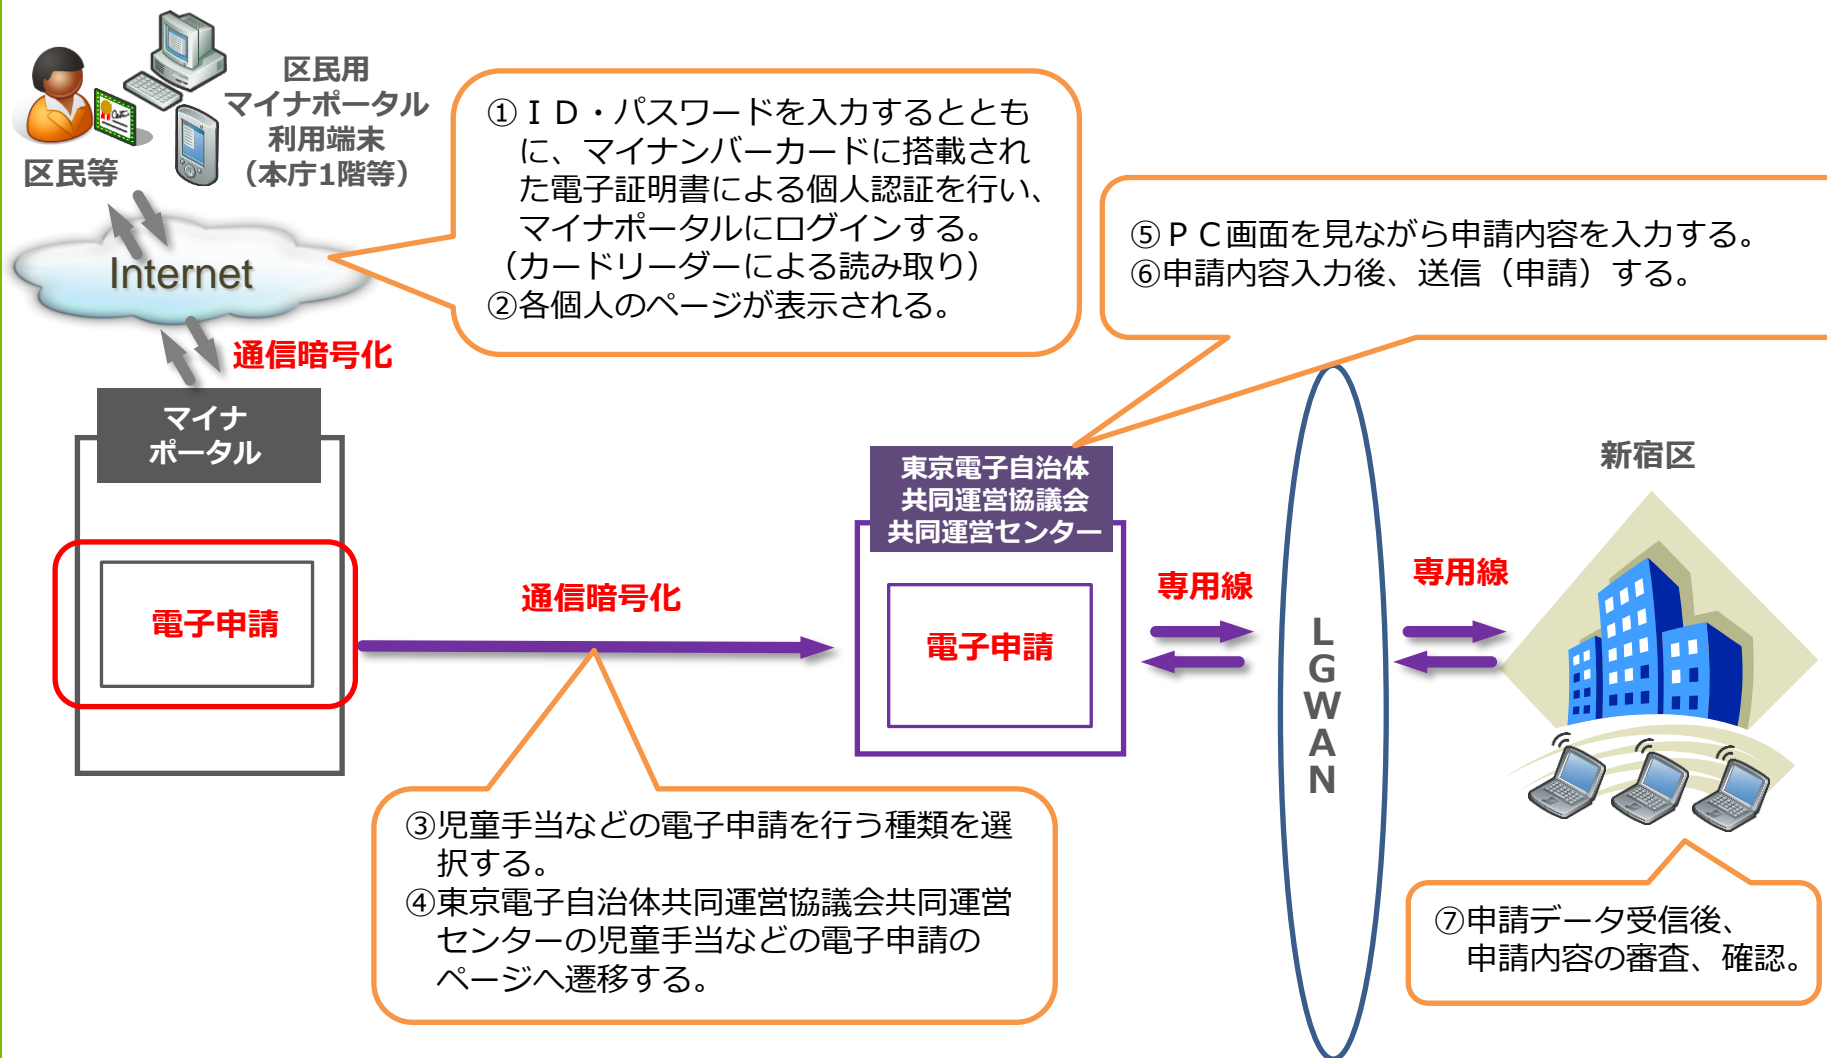 区民用
マイナポータル
利用端末
（本庁1階等）
区民等
Internet
①ＩＤ・パスワードを入力するととも
に、マイナンバーカードに搭載され
た電子証明書による個人認証を行い、
マイナポータルにログインする。
（カードリーダーによる読み取り）
②各個人のページが表示される。
⑤ＰＣ画面を見ながら申請内容を入力する。
⑥申請内容入力後、送信（申請）する。
通信暗号化
マイナ
ポータル
電子申請
通信暗号化
東京電子自治体
共同運営協議会
共同運営センター
電子申請
専用線
L
G
W
A
N
専用線
新宿区
③児童手当などの電子申請を行う種類を選
択する。
④東京電子自治体共同運営協議会共同運営
センターの児童手当などの電子申請の
ページへ遷移する。
⑦申請データ受信後、
申請内容の審査、確認。